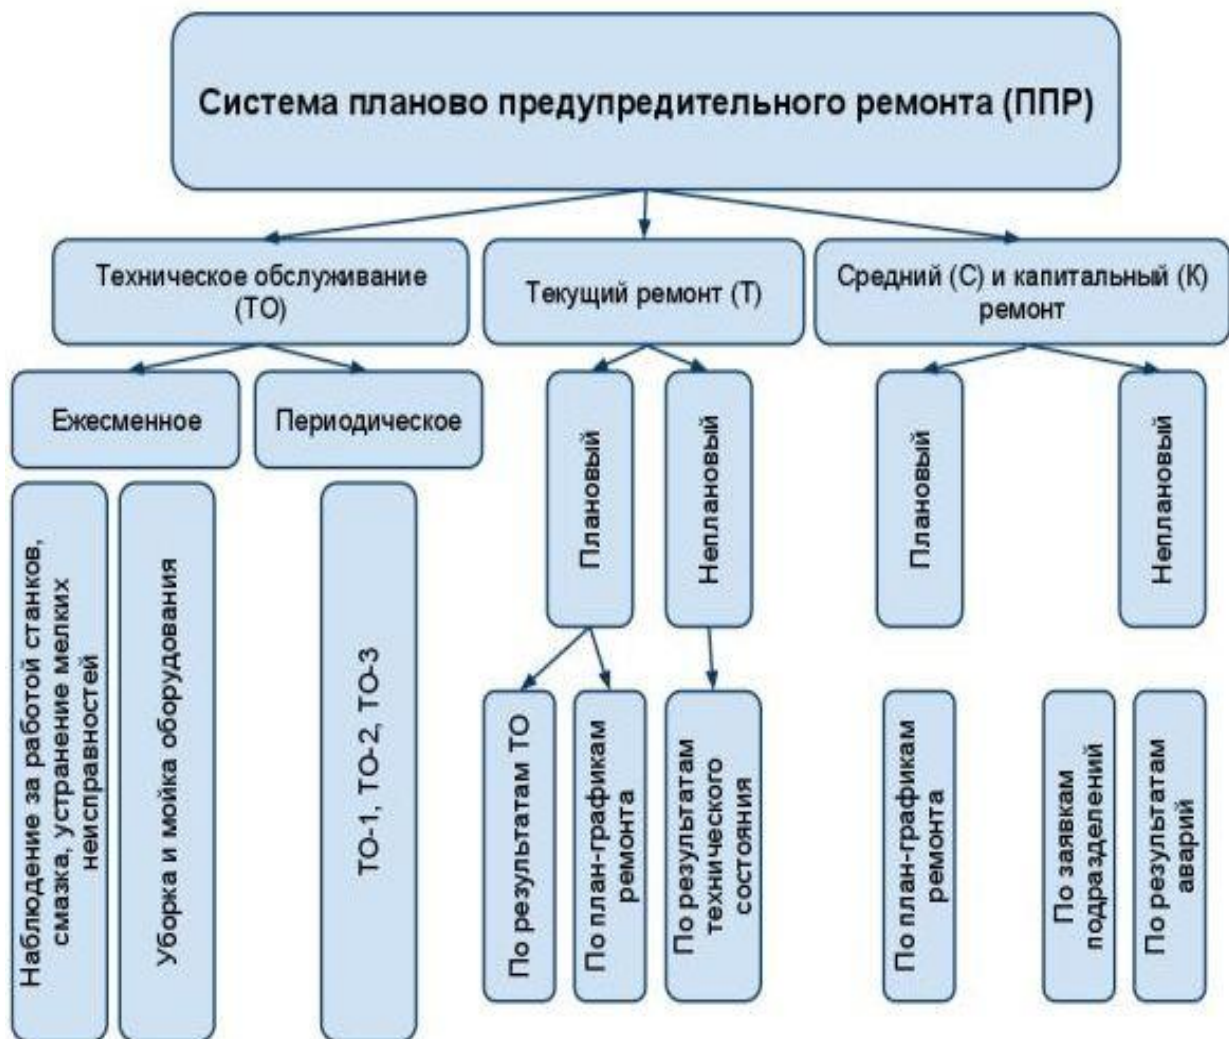 Система планово предупредительного ремонта (ППР)
Техническое обслуживание
(ТО)
Текущий ремонт (Т)
Средний (С) и капитальный (К)
ремонт
Ежесменное
Периодическое
Плановый
Неплановый
Плановый
Неплановый
Наблюдение за работой станков,
смазка, устранение мелких
неисправностей
Уборка и мойка оборудования
ТО-1, ТО-2, ТО-3
По результатам ТО
По план-графикам
ремонта
По результатам
технического
состояния
По план-графикам
ремонта
По заявкам
подразделений
По результатам
аварий